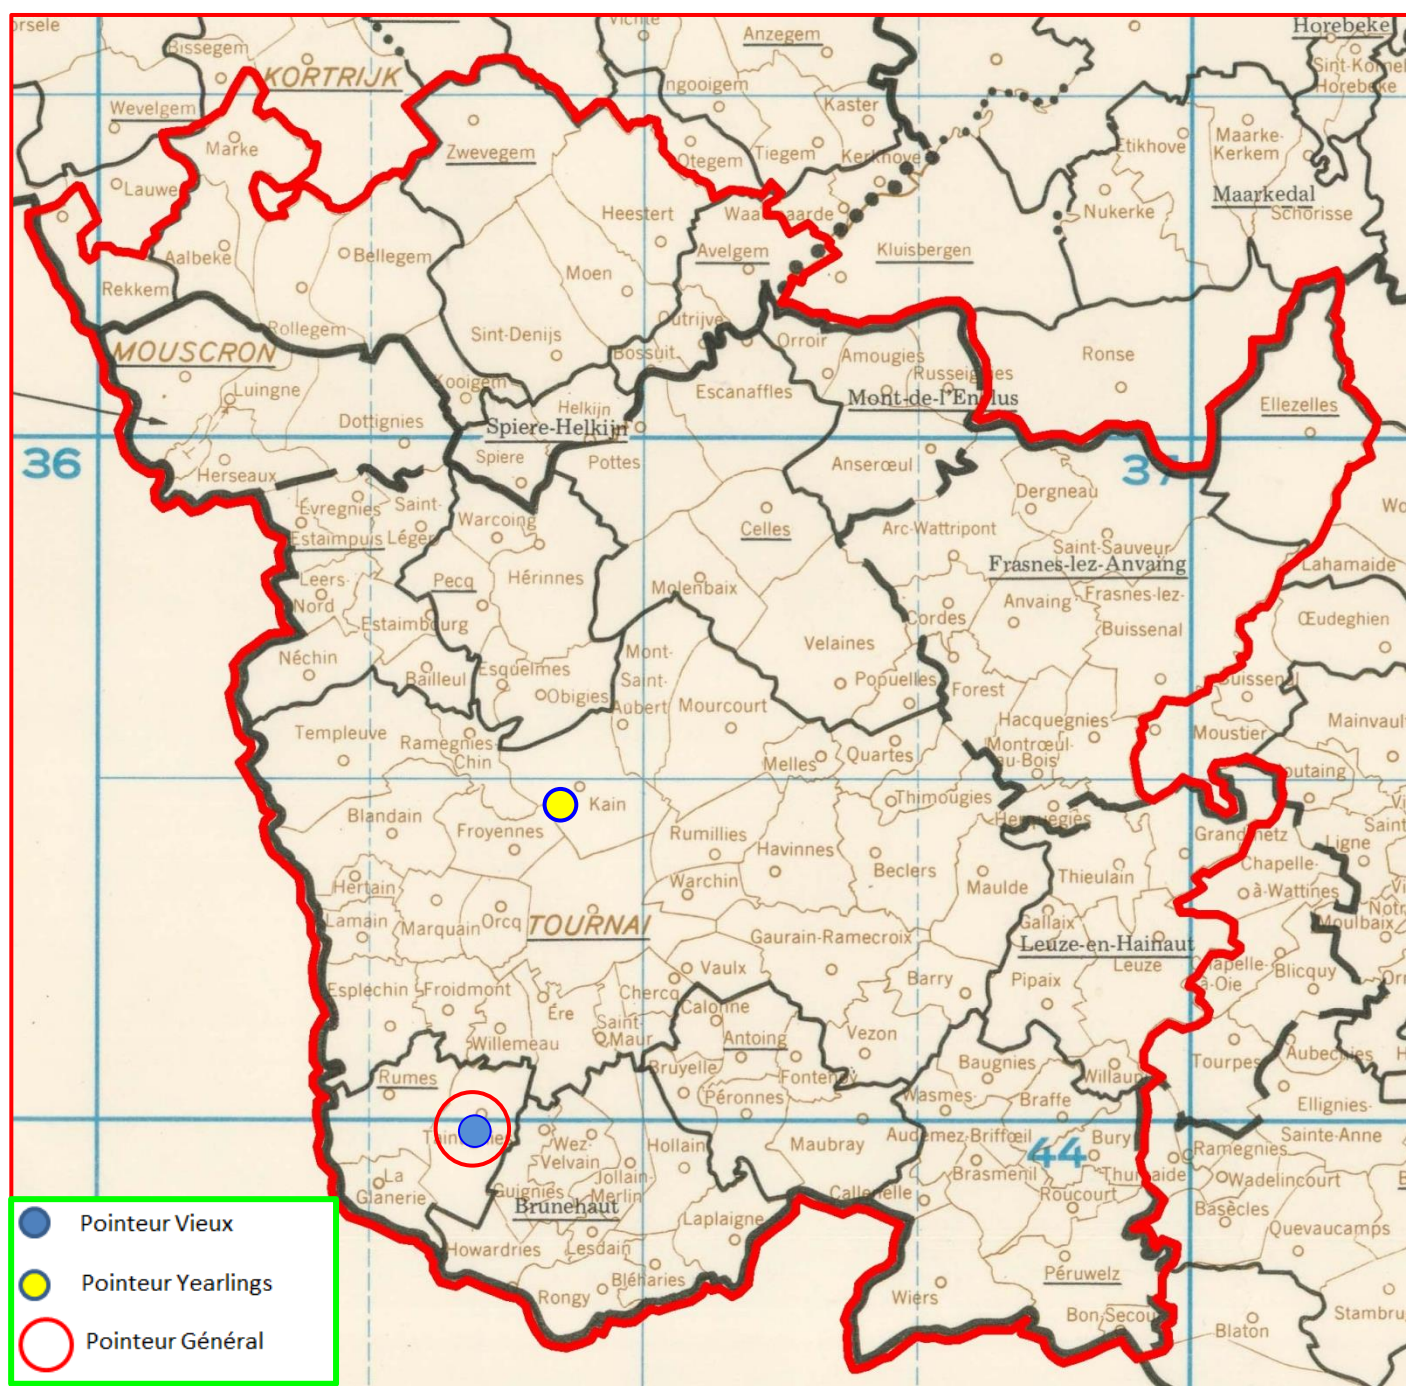 Vichte
Anzegem
Horebeke
Bissegem
KORTRIJK
Sint-Kornel
Horebeke
Ingooigem
Kaster
Wevelgem
Marke
Zwevegem
Otegem
Tiegem
Kerkhove
Etikhove
Maarke-
Kerkem
Lauwe
Maarkedal
Heestert
Nukerke
Schorisse
Aalbeke
Bellegem
Avelgem
Kluisbergen
Moen
Rekkem
Rollegem
Sint-Denijs
Outrijve
Orroir
MOUSCRON
Bossuit
Amougies
Ronse
Luingne
Kooigem
Escanaffles
Russeignies
Mont-de-l'Enclus
Ellezelles
Dottignies
Helkijn
Spiere-Helkijn
36
Herseaux
Spiere
Pottes
Anserœul
37
Dergneau
Évregnies
Saint-
Léger
Warcoing
Celles
Arc-Wattripont
Estaimpuis
Saint-Sauveur
Frasnes-lez-Anvaing
Lahamaide
Leers-
Nord
Pecq
Hérinnes
Molenbaix
Anvaing
Frasnes-lez-
Buissenal
Estaimbourg
Cordes
Œudeghien
Velaines
Néchin
Bailleul
Esquelmes
Mont-
Saint-
Aubert
Popuelles
Forest
Buissenal
Obigies
Mourcourt
Hacquegnies
Moustier
Mainvault
Templeuve
Ramegnies-
Chin
Melles
Quartes
Montrœul-
au-Bois
Houtaing
Kain
Thimougies
Blandain
Froyennes
Rumillies
Herquegies
Grandmetz
Ligne
Havinnes
Beclers
Chapelle-
à-Wattines
Hertain
Warchin
Maulde
Thieulain
Lamain
Marquain
Orcq
TOURNAI
Gaurain-Ramecroix
Gallaix
Moulbaix
Leuze-en-Hainaut
Vaulx
Leuze
Chapelle-
à-Oie
Blicquy
Esplechin
Froidmont
Chercq
Barry
Pipaix
Ère
Calonne
Saint-
Maur
Willemeau
Antoing
Vezon
Tourpes
Aubechies
Rumes
Bruyelle
Fontenoy
Baugnies
Willaupuis
Péronnes
Wasmes-
Audemez-Briffœil
Braffe
Ellignies-
Sainte-Anne
Wez-
Velvain
Hollain
Maubray
44
Bury
Ramegnies
La
Glanerie
Jollain-
Merlin
Brasménil
Thumaide
Wadelincourt
Guignies
Brunehaut
Callenelle
Roucourt
Basècles
Laplaigne
Quevaucamps
Howardries
Lesdain
Bléharies
Péruwelz
Rongy
Wiers
Bon-Secours
Blaton
Stambru
Pointeur Vieux
Pointeur Yearlings
Pointeur Général